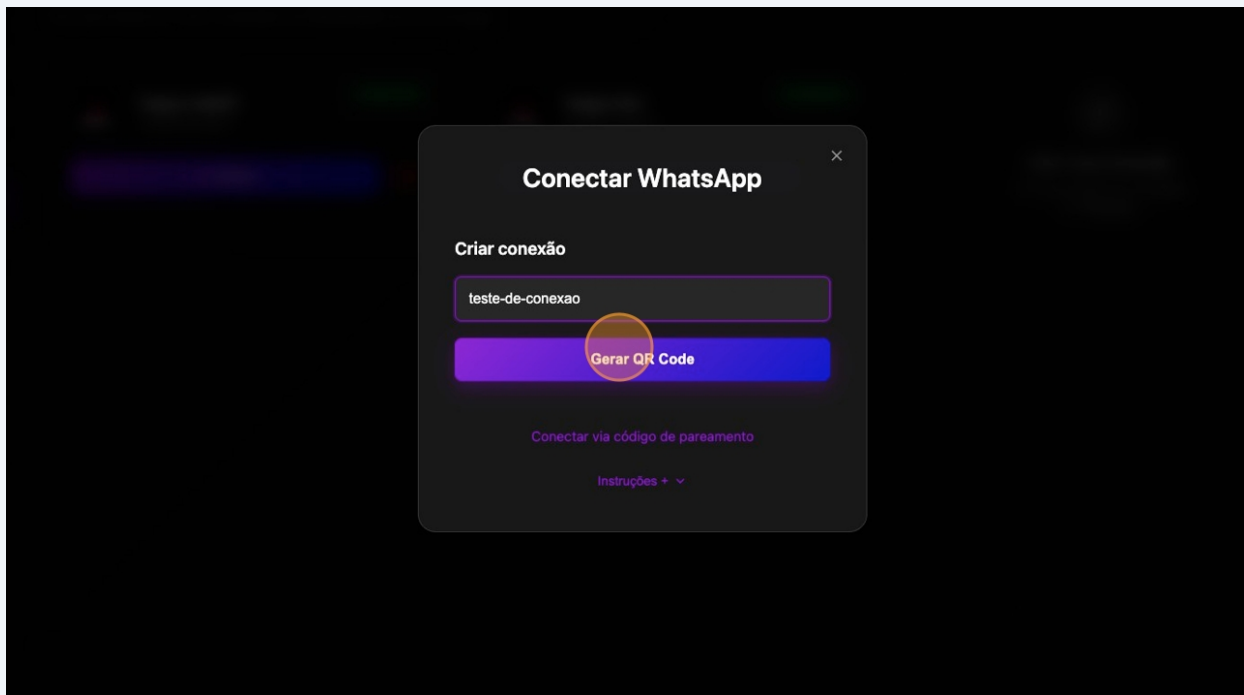 Conectar WhatsApp
Criar conexão
teste-de-conexao
Gerar QR Code
Conectar via código de pareamento
Instruções +